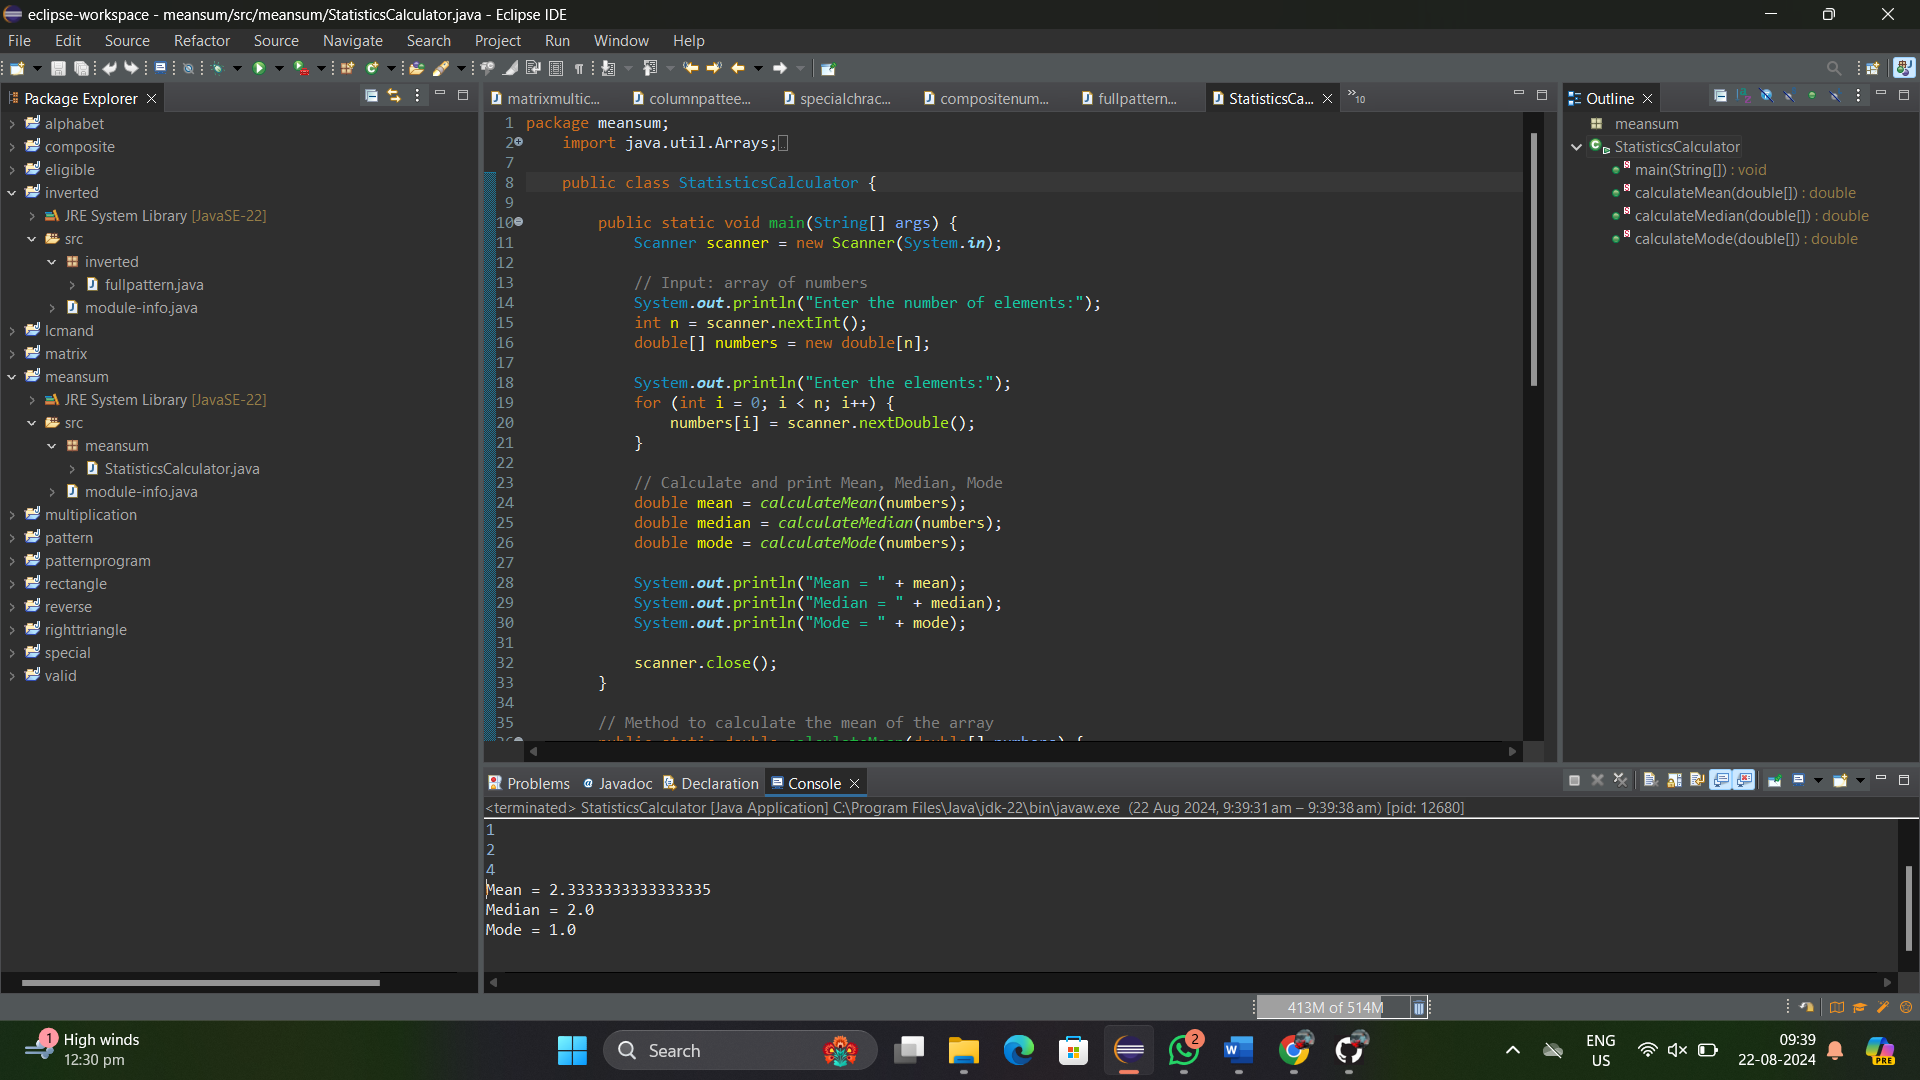 eclipse-workspace - meansum/src/meansum/StatisticsCalculator.java - Eclipse IDE
File Edit Source Refactor Source Navigate Search Project Run Window Help
Package Explorer
alphabet
composite
eligible
inverted
JRE System Library [JavaSE-22]
src
inverted
fullpattern.java
module-info.java
lcmand
matrix
meansum
JRE System Library [JavaSE-22]
src
meansum
StatisticsCalculator.java
module-info.java
multiplication
pattern
patternprogram
rectangle
reverse
righttriangle
special
valid
matrixmultic... columnpattee... specialchrac... compositenum... fullpattern... StatisticsCa... »10
1 package meansum;
2 import java.util.Arrays;
7
8 public class StatisticsCalculator {
9
10 public static void main(String[] args) {
11 Scanner scanner = new Scanner(System.in);
12
13 // Input: array of numbers
14 System.out.println("Enter the number of elements:");
15 int n = scanner.nextInt();
16 double[] numbers = new double[n];
17
18 System.out.println("Enter the elements:");
19 for (int i = 0; i < n; i++) {
20 numbers[i] = scanner.nextDouble();
21 }
22
23 // Calculate and print Mean, Median, Mode
24 double mean = calculateMean(numbers);
25 double median = calculateMedian(numbers);
26 double mode = calculateMode(numbers);
27
28 System.out.println("Mean = " + mean);
29 System.out.println("Median = " + median);
30 System.out.println("Mode = " + mode);
31
32 scanner.close();
33 }
34
35 // Method to calculate the mean of the array
36 public static double calculateMean(double[] numbers) {
Outline
meansum
StatisticsCalculator
main(String[]) : void
calculateMean(double[]) : double
calculateMedian(double[]) : double
calculateMode(double[]) : double
Problems Javadoc Declaration Console
<terminated> StatisticsCalculator [Java Application] C:\Program Files\Java\jdk-22\bin\javaw.exe (22 Aug 2024, 9:39:31 am – 9:39:38 am) [pid: 12680]
1
2
4
Mean = 2.3333333333333335
Median = 2.0
Mode = 1.0
413M of 514M
1
High winds
12:30 pm
Search
2
ENG
US
09:39
22-08-2024
PRE